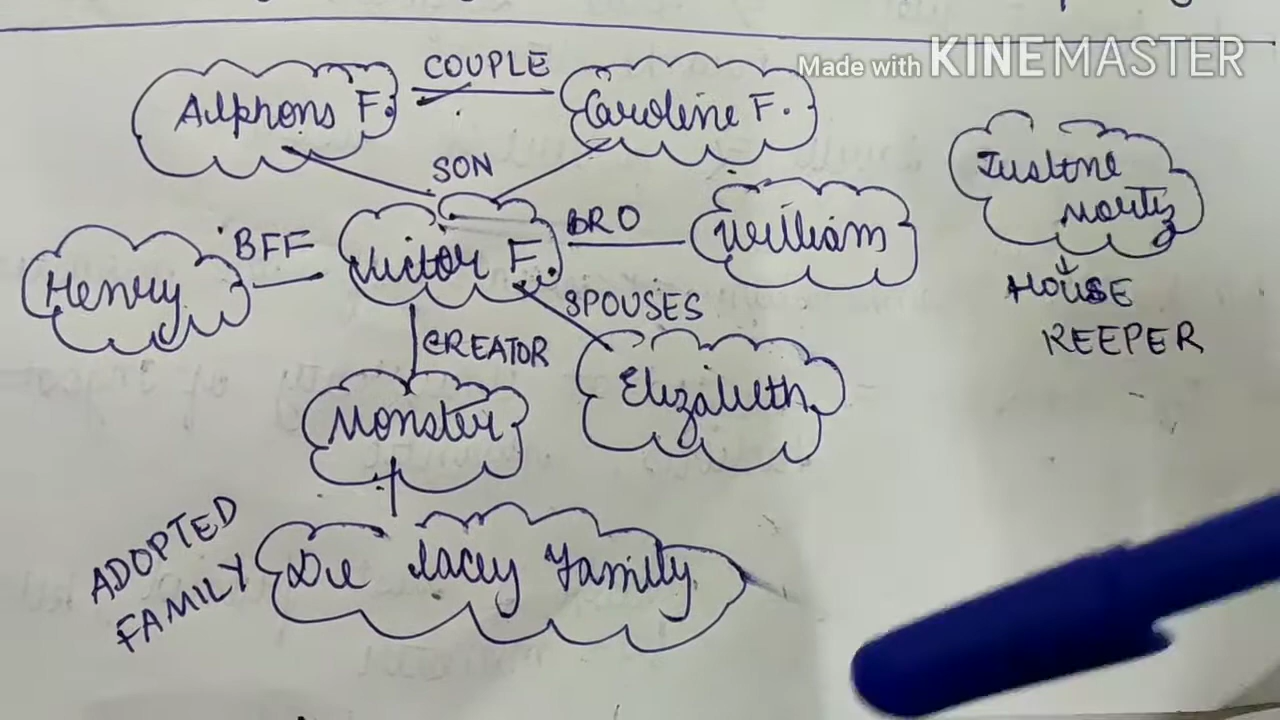 Made with KINEMASTER
COUPLE
Alphons F.
Caroline F.
SON
Justine
Moritz
BFF
BRO
Henry
Victor F.
William
SPOUSES
HOUSE
KEEPER
CREATOR
Elizabeth
Monster
ADOPTED
FAMILY
De lacey Family